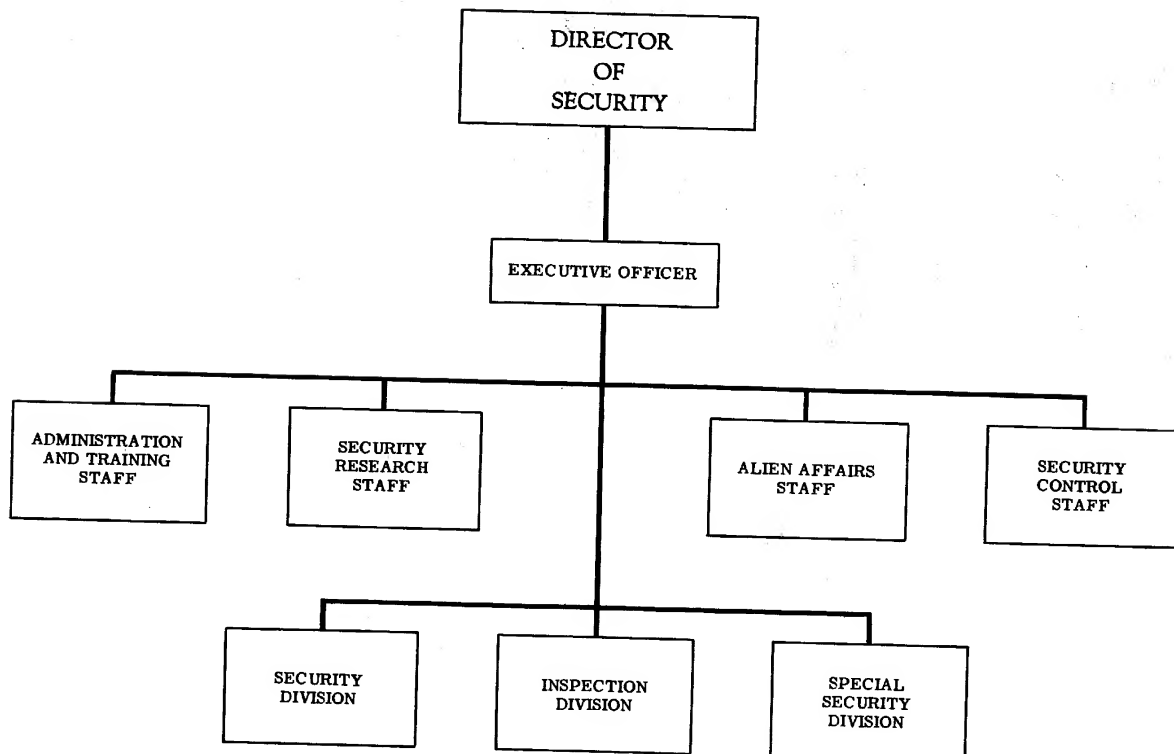 DIRECTOR
OF
SECURITY
EXECUTIVE OFFICER
ADMINISTRATION
AND TRAINING
STAFF
SECURITY
RESEARCH
STAFF
ALIEN AFFAIRS
STAFF
SECURITY
CONTROL
STAFF
SECURITY
DIVISION
INSPECTION
DIVISION
SPECIAL
SECURITY
DIVISION